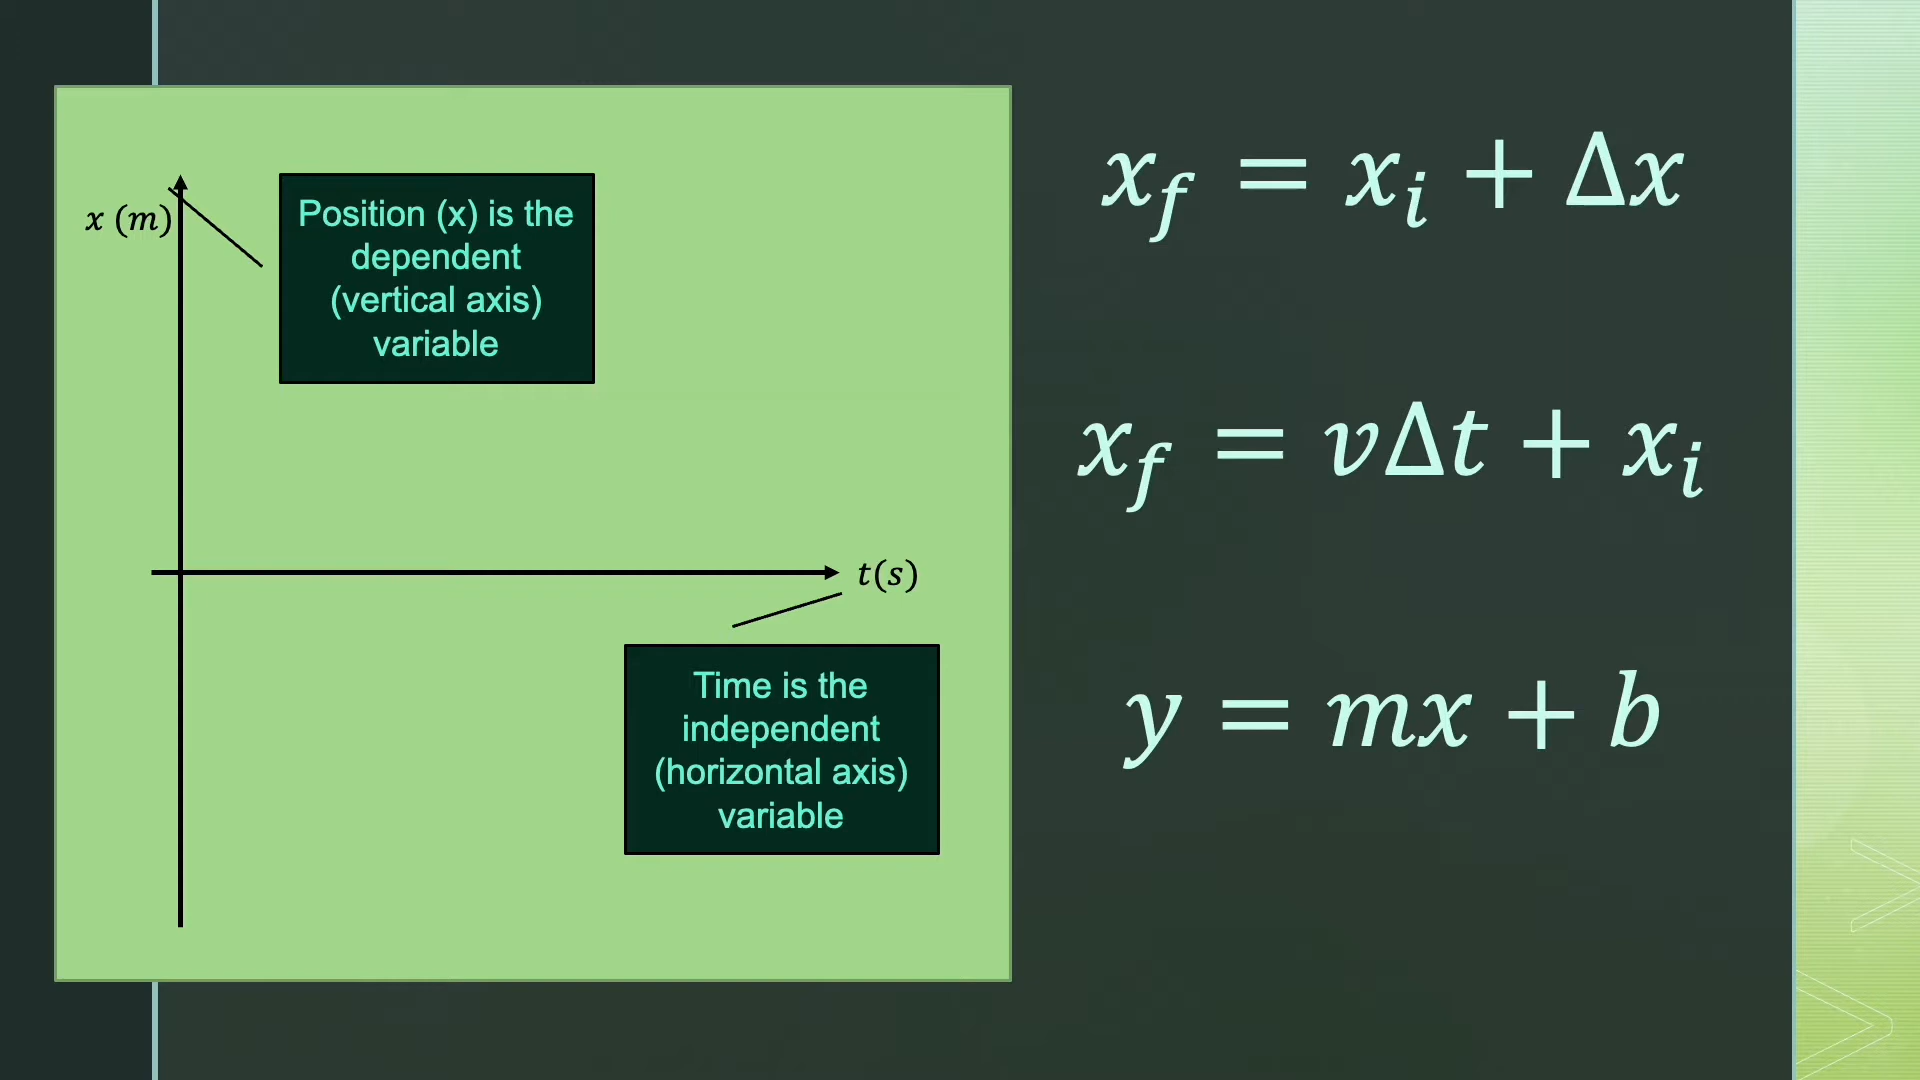 x (m)
Position (x) is the
dependent
(vertical axis)
variable
t(s)
Time is the
independent
(horizontal axis)
variable
x_f = x_i + Δx
x_f = vΔt + x_i
y = mx + b